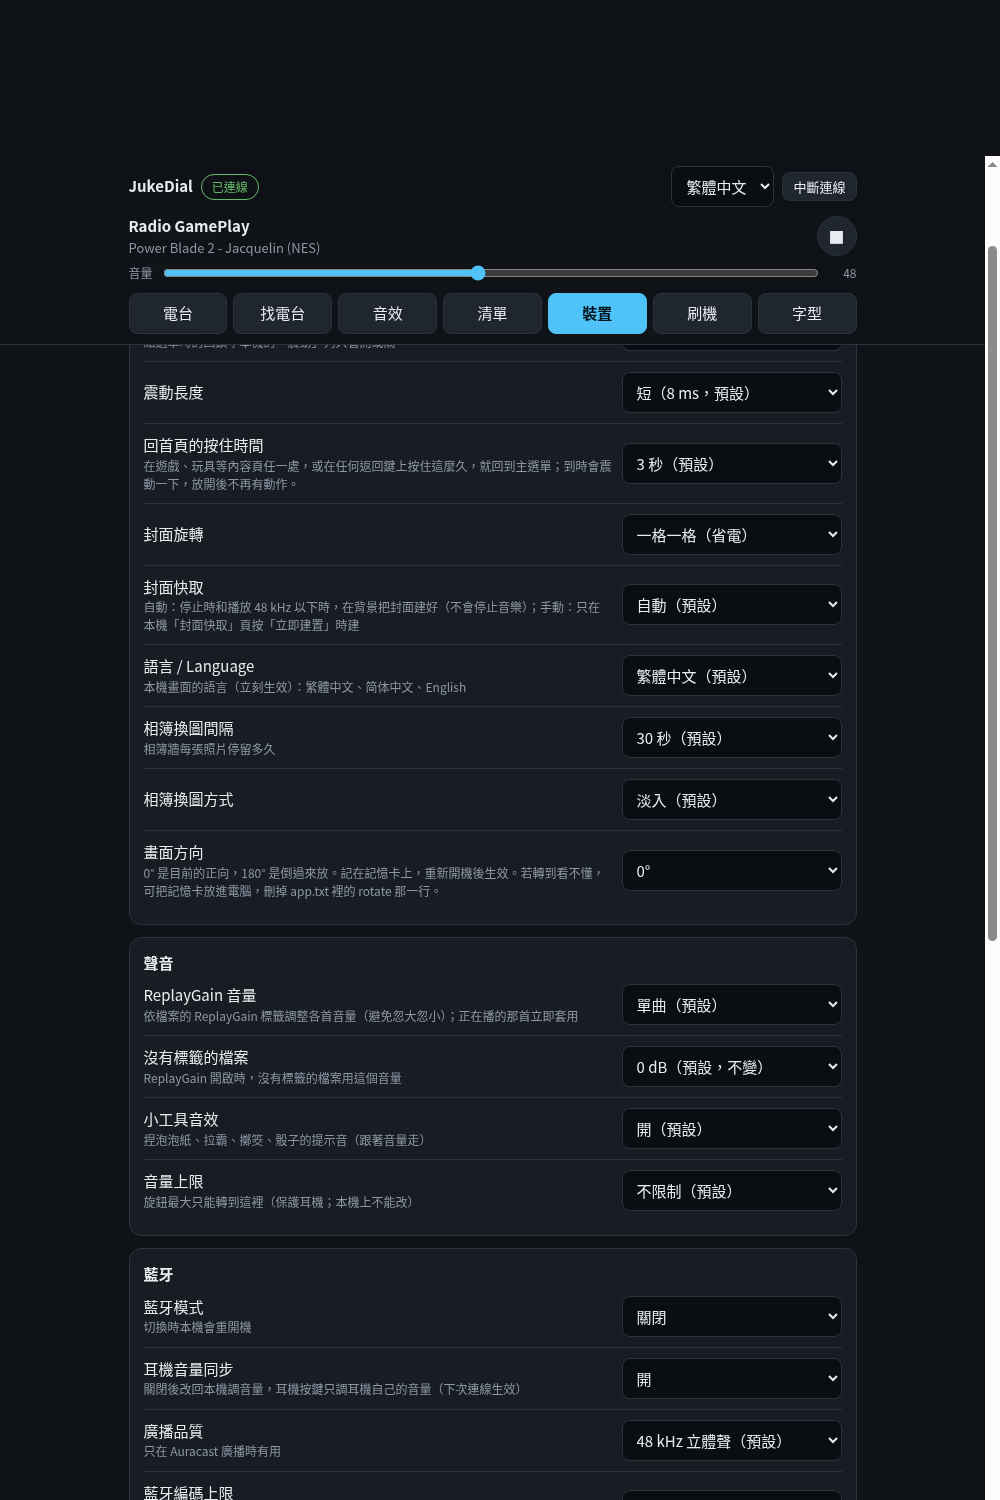 JukeDial
已連線
繁體中文
中斷連線
Radio GamePlay
Power Blade 2 - Jacquelin (NES)
音量
48
電台
找電台
音效
清單
裝置
刷機
字型
震動長度
短（8 ms，預設）
回首頁的按住時間
在遊戲、玩具等內容頁任一處，或在任何返回鍵上按住這麼久，就回到主選單；到時會震
動一下，放開後不再有動作。
3 秒（預設）
封面旋轉
一格一格（省電）
封面快取
自動：停止時和播放 48 kHz 以下時，在背景把封面建好（不會停止音樂）；手動：只在
本機「封面快取」頁按「立即建置」時建
自動（預設）
語言 / Language
本機畫面的語言（立刻生效）：繁體中文、简体中文、English
繁體中文（預設）
相簿換圖間隔
相簿牆每張照片停留多久
30 秒（預設）
相簿換圖方式
淡入（預設）
畫面方向
0° 是目前的正向，180° 是倒過來放。記在記憶卡上，重新開機後生效。若轉到看不懂，
可把記憶卡放進電腦，刪掉 app.txt 裡的 rotate 那一行。
0°
聲音
ReplayGain 音量
依檔案的 ReplayGain 標籤調整各首音量（避免忽大忽小）；正在播的那首立即套用
單曲（預設）
沒有標籤的檔案
ReplayGain 開啟時，沒有標籤的檔案用這個音量
0 dB（預設，不變）
小工具音效
捏泡泡紙、拉霸、擲筊、骰子的提示音（跟著音量走）
開（預設）
音量上限
旋鈕最大只能轉到這裡（保護耳機；本機上不能改）
不限制（預設）
藍牙
藍牙模式
切換時本機會重開機
關閉
耳機音量同步
關閉後改回本機調音量，耳機按鍵只調耳機自己的音量（下次連線生效）
開
廣播品質
只在 Auracast 廣播時有用
48 kHz 立體聲（預設）
藍牙編碼上限